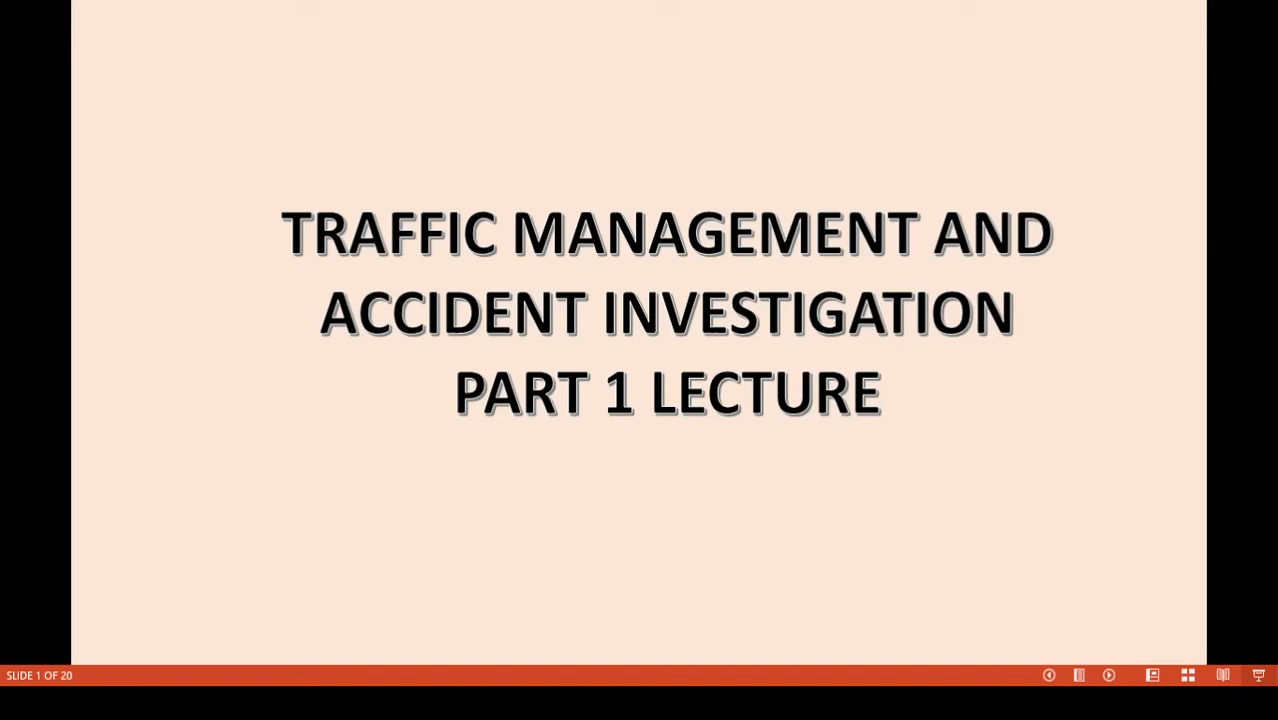 TRAFFIC MANAGEMENT AND
ACCIDENT INVESTIGATION
PART 1 LECTURE
SLIDE 1 OF 20